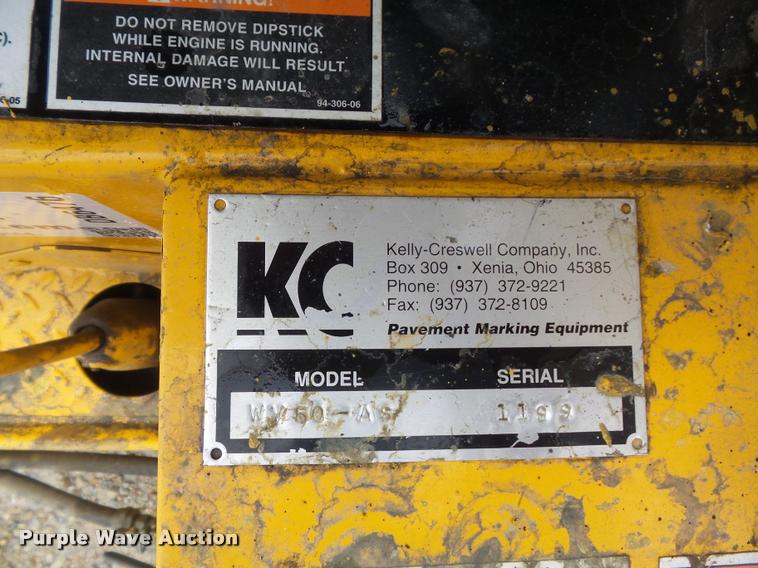 WARNING!
DO NOT REMOVE DIPSTICK
WHILE ENGINE IS RUNNING.
INTERNAL DAMAGE WILL RESULT.
SEE OWNER'S MANUAL
94-306-06
KC
Kelly-Creswell Company, Inc.
Box 309 • Xenia, Ohio 45385
Phone: (937) 372-9221
Fax: (937) 372-8109
Pavement Marking Equipment
MODEL SERIAL
1199
Purple Wave Auction